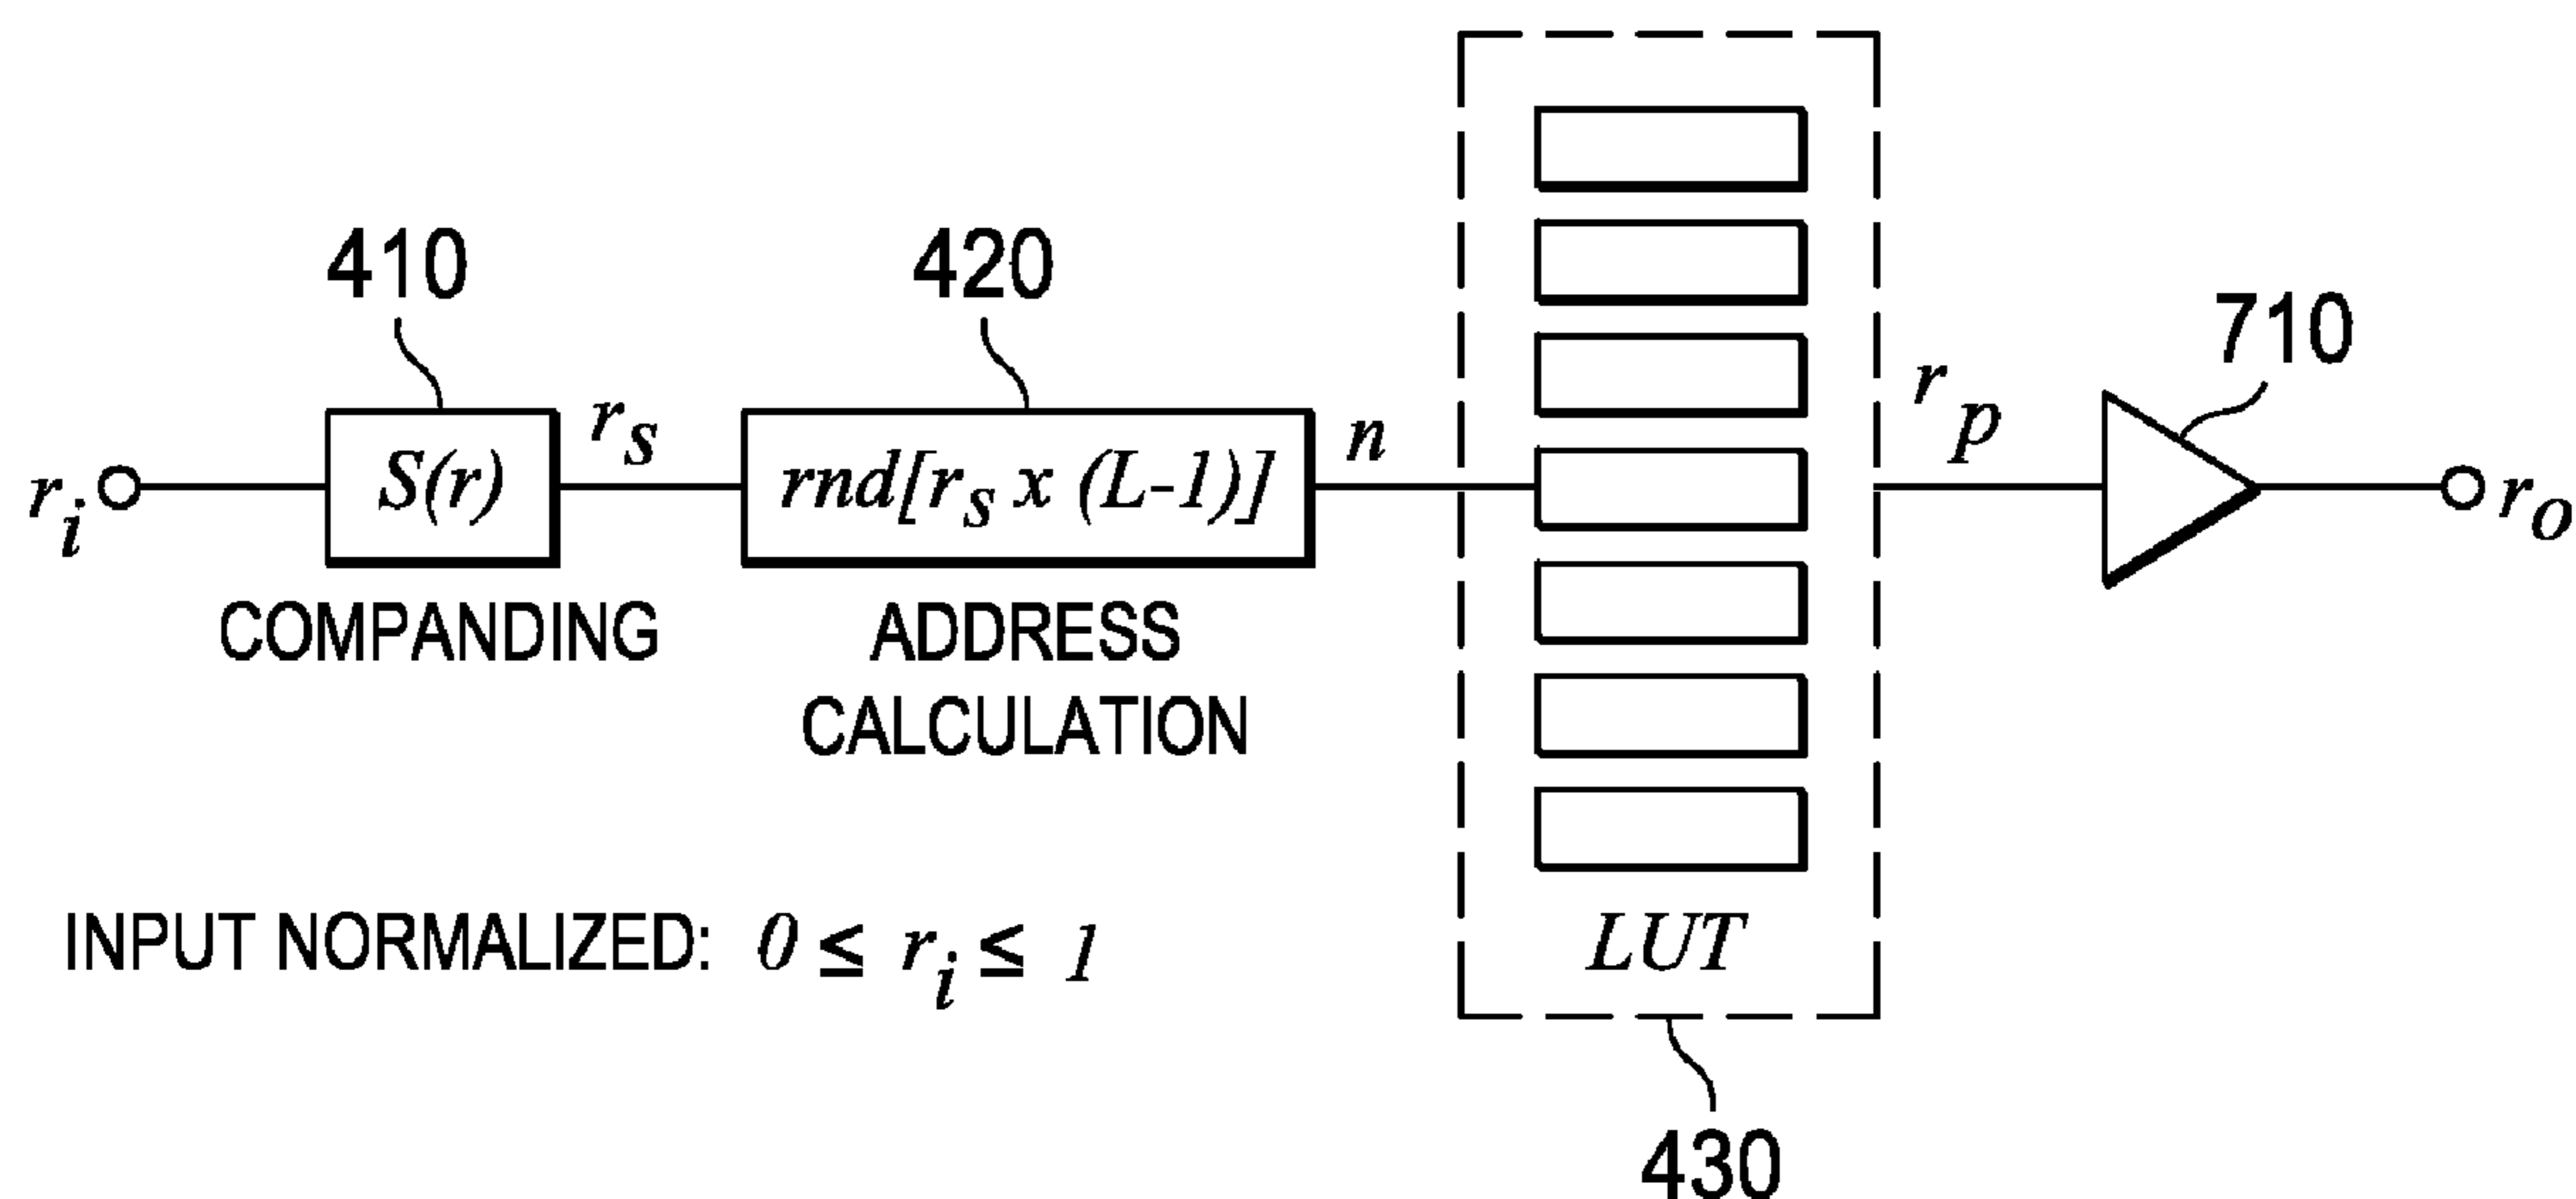 410
420
710
r_i
S(r)
r_s
rnd[r_s x (L-1)]
n
r_p
r_o
COMPANDING
ADDRESS
CALCULATION
INPUT NORMALIZED: 0 ≤ r_i ≤ 1
LUT
430